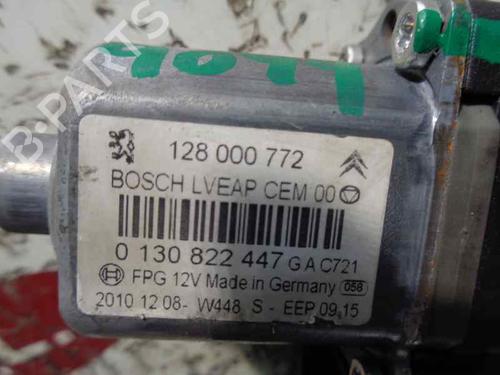 B-PARTS
128 000 772
BOSCH LVEAP CEM 00
0 130 822 447 G A C721
FPG 12V Made in Germany 058
2010 12 08- W448 S - EEP 09.15